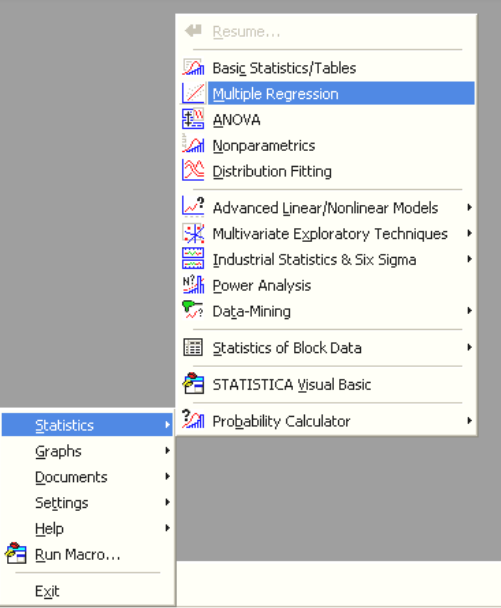 Resume...
Basic Statistics/Tables
Multiple Regression
ANOVA
Nonparametrics
Distribution Fitting
Advanced Linear/Nonlinear Models
Multivariate Exploratory Techniques
Industrial Statistics & Six Sigma
Power Analysis
Data-Mining
Statistics of Block Data
STATISTICA Visual Basic
Probability Calculator
Statistics
Graphs
Documents
Settings
Help
Run Macro...
Exit